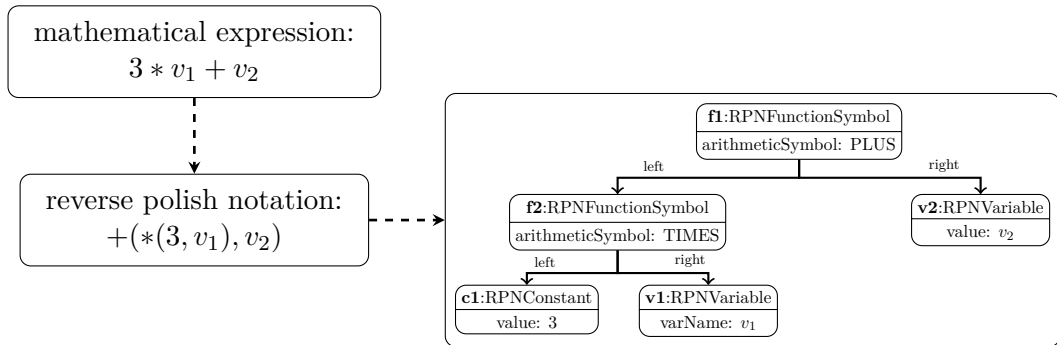 mathematical expression:
3 ∗ v₁ + v₂
reverse polish notation:
+(∗(3, v₁), v₂)
f1:RPNFunctionSymbol
arithmeticSymbol: PLUS
left
right
f2:RPNFunctionSymbol
arithmeticSymbol: TIMES
v2:RPNVariable
value: v₂
left
right
c1:RPNConstant
value: 3
v1:RPNVariable
varName: v₁